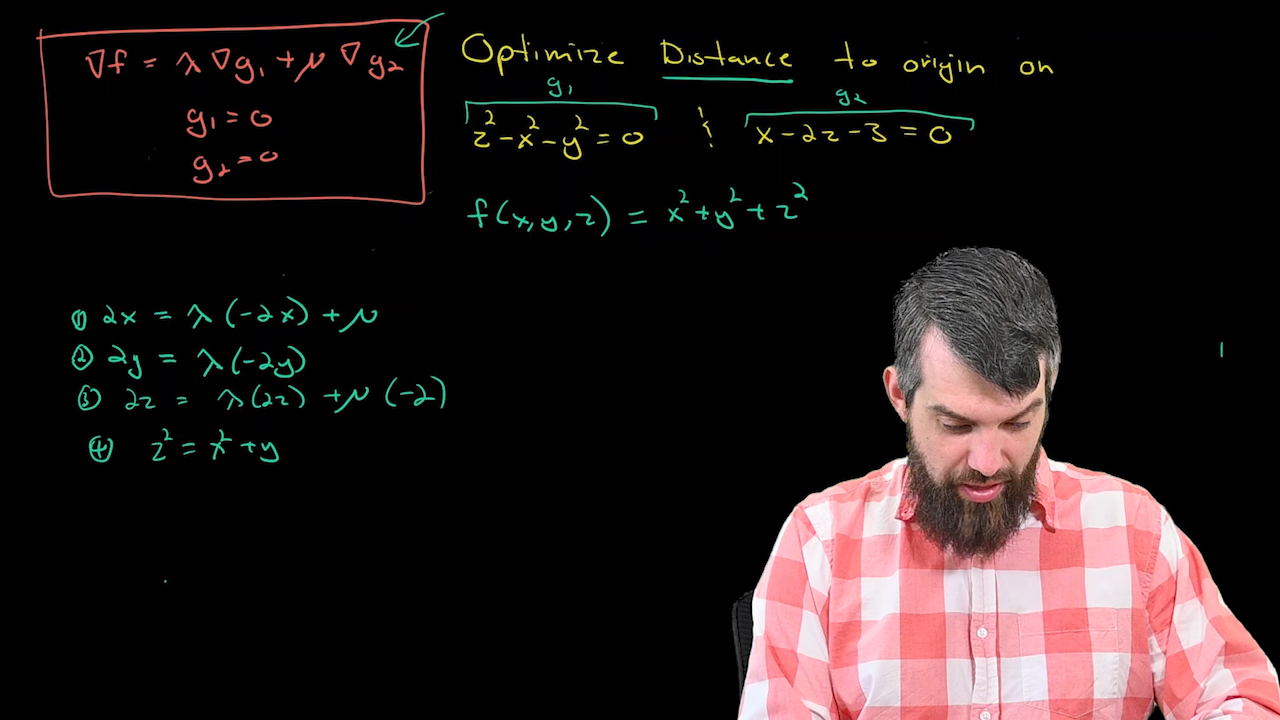 ∇f = λ∇g₁ + μ∇g₂
g₁ = 0
g₂ = 0
Optimize Distance to origin on
g₁ g₂
z² - x² - y² = 0 & x - 2z - 3 = 0
f(x,y,z) = x² + y² + z²
① 2x = λ(-2x) + μ
② 2y = λ(-2y)
③ 2z = λ(2z) + μ(-2)
④ z² = x² + y